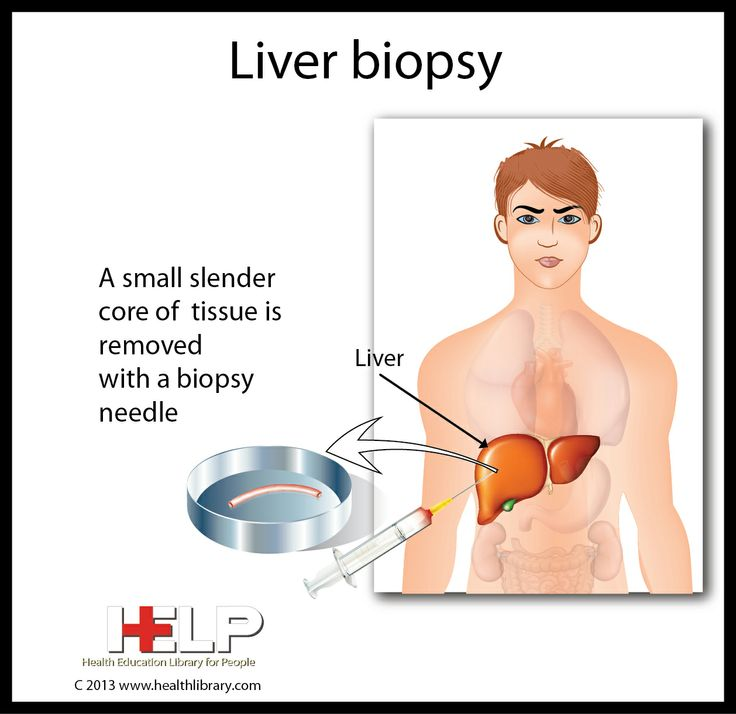 Liver biopsy
A small slender
core of tissue is
removed
with a biopsy
needle
Liver
HELP
Health Education Library for People
C 2013 www.healthlibrary.com